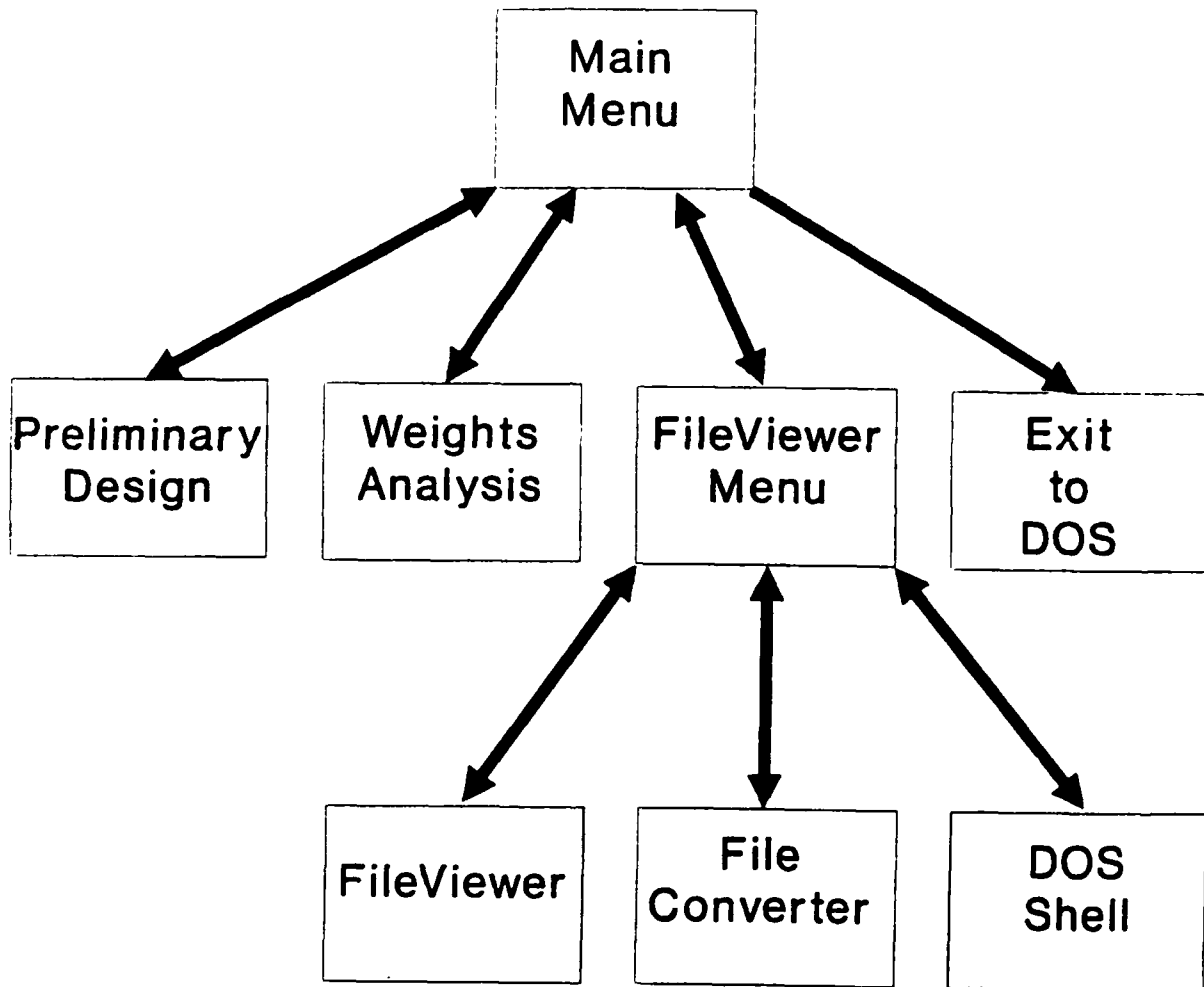 Main
Menu
Preliminary
Design
Weights
Analysis
FileViewer
Menu
Exit
to
DOS
FileViewer
File
Converter
DOS
Shell